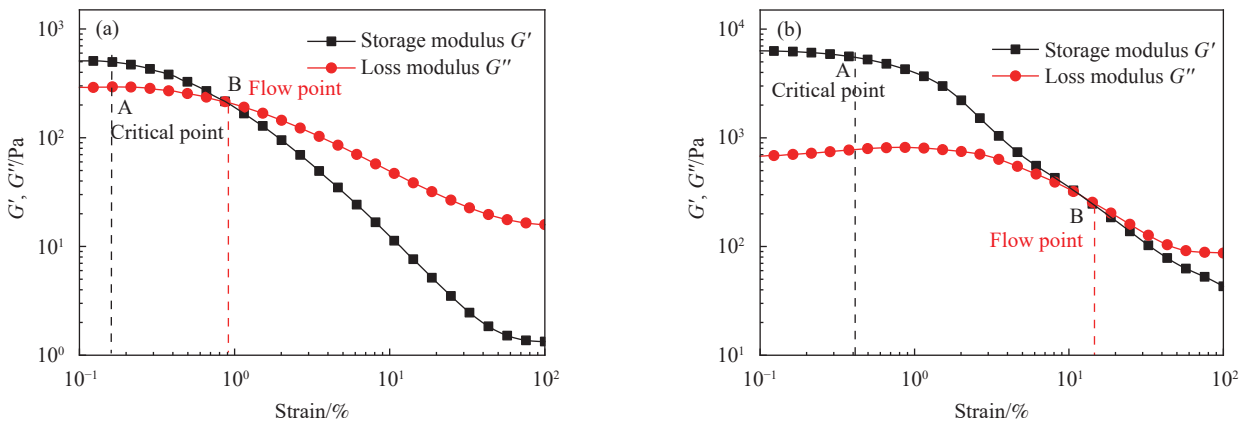 (a)
Storage modulus G′
Loss modulus G″
B
Flow point
A
Critical point
10³
10²
10¹
10⁰
G′, G″/Pa
10⁻¹ 10⁰ 10¹ 10²
Strain/%
(b)
Storage modulus G′
Loss modulus G″
A
Critical point
B
Flow point
10⁴
10³
10²
10¹
G′, G″/Pa
10⁻¹ 10⁰ 10¹ 10²
Strain/%